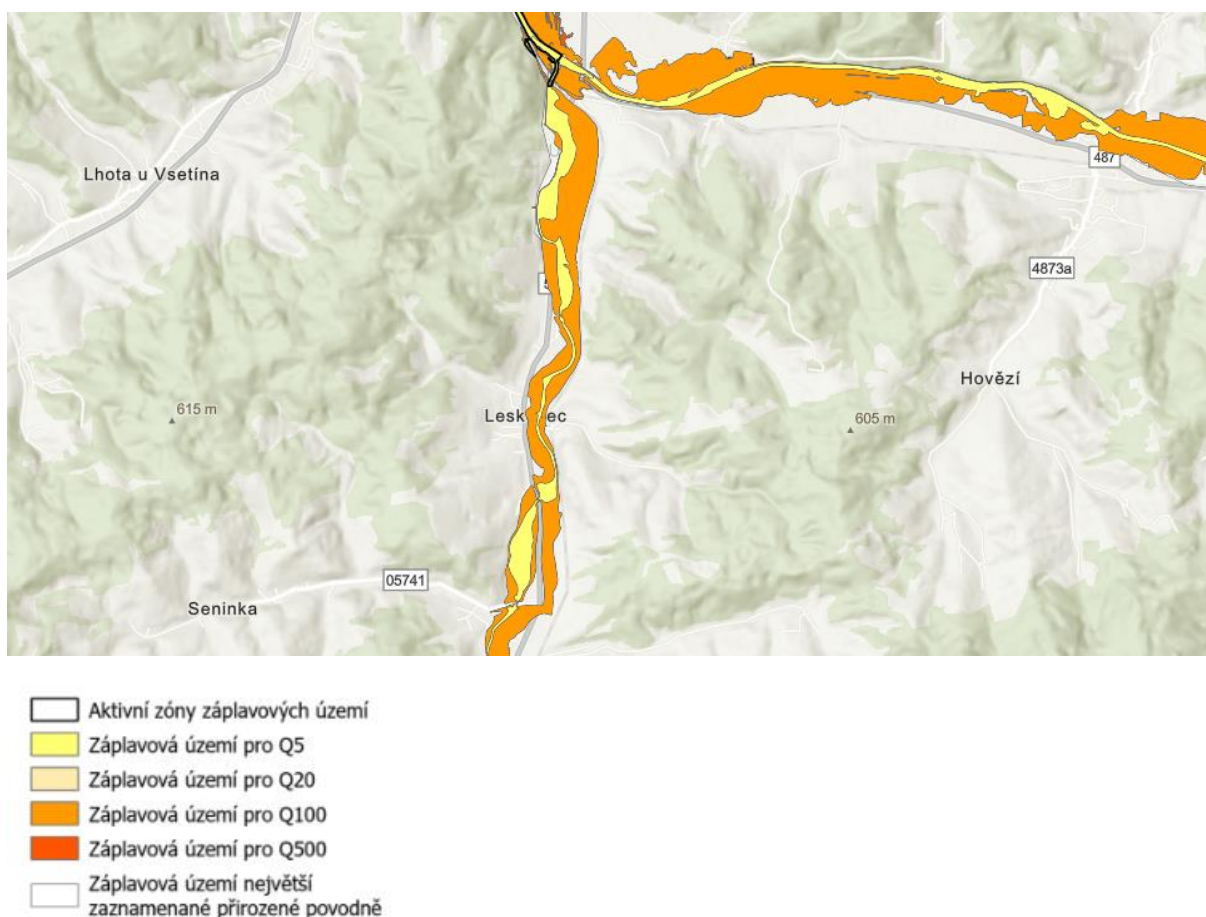 Lhota u Vsetína
487
4873a
Hovězí
615 m
605 m
05741
Seninka
Aktivní zóny záplavových území
Záplavová území pro Q5
Záplavová území pro Q20
Záplavová území pro Q100
Záplavová území pro Q500
Záplavová území největší
zaznamenané přirozené povodně